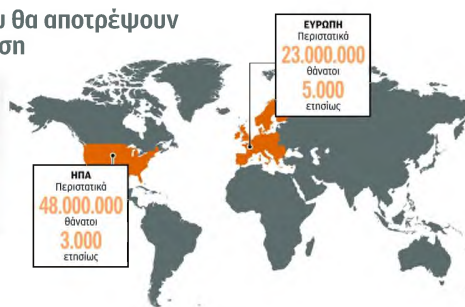 θα αποτρέψουν
ΕΥΡΩΠΗ
Περιστατικά
23.000.000
θάνατοι
5.000
ετησίως
ΗΠΑ
Περιστατικά
48.000.000
θάνατοι
3.000
ετησίως